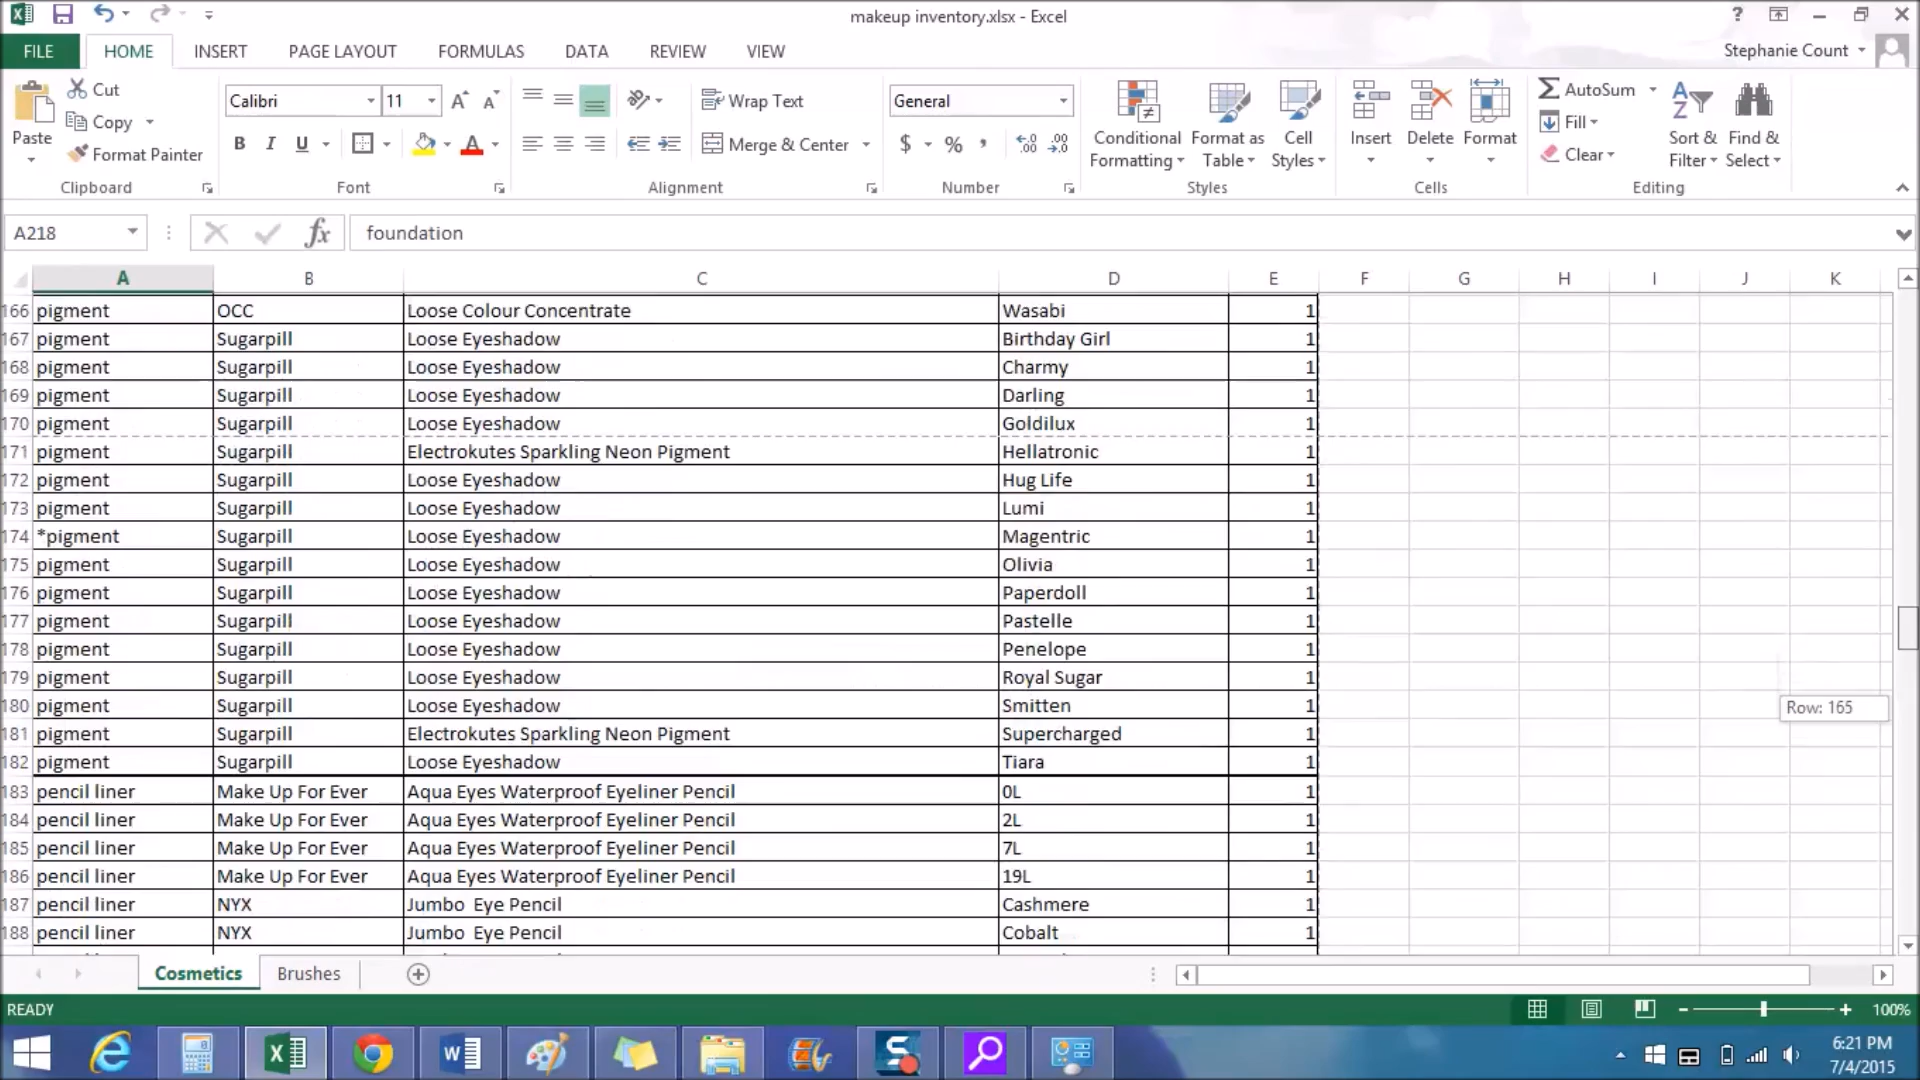 makeup inventory.xlsx - Excel
?
FILE HOME INSERT PAGE LAYOUT FORMULAS DATA REVIEW VIEW Stephanie Count
Paste
Cut
Copy
Format Painter
Clipboard
Calibri 11
B I U
Font
Wrap Text
Merge & Center
Alignment
General
$ % ,
Number
Conditional Formatting
Format as Table
Cell Styles
Styles
Insert Delete Format
Cells
AutoSum
Fill
Clear
Sort & Filter
Find & Select
Editing
A218 fx foundation
A B C D E F G H I J K
166 pigment OCC Loose Colour Concentrate Wasabi 1
167 pigment Sugarpill Loose Eyeshadow Birthday Girl 1
168 pigment Sugarpill Loose Eyeshadow Charmy 1
169 pigment Sugarpill Loose Eyeshadow Darling 1
170 pigment Sugarpill Loose Eyeshadow Goldilux 1
171 pigment Sugarpill Electrokutes Sparkling Neon Pigment Hellatronic 1
172 pigment Sugarpill Loose Eyeshadow Hug Life 1
173 pigment Sugarpill Loose Eyeshadow Lumi 1
174 *pigment Sugarpill Loose Eyeshadow Magentric 1
175 pigment Sugarpill Loose Eyeshadow Olivia 1
176 pigment Sugarpill Loose Eyeshadow Paperdoll 1
177 pigment Sugarpill Loose Eyeshadow Pastelle 1
178 pigment Sugarpill Loose Eyeshadow Penelope 1
179 pigment Sugarpill Loose Eyeshadow Royal Sugar 1
180 pigment Sugarpill Loose Eyeshadow Smitten 1
Row: 165
181 pigment Sugarpill Electrokutes Sparkling Neon Pigment Supercharged 1
182 pigment Sugarpill Loose Eyeshadow Tiara 1
183 pencil liner Make Up For Ever Aqua Eyes Waterproof Eyeliner Pencil 0L 1
184 pencil liner Make Up For Ever Aqua Eyes Waterproof Eyeliner Pencil 2L 1
185 pencil liner Make Up For Ever Aqua Eyes Waterproof Eyeliner Pencil 7L 1
186 pencil liner Make Up For Ever Aqua Eyes Waterproof Eyeliner Pencil 19L 1
187 pencil liner NYX Jumbo  Eye Pencil Cashmere 1
188 pencil liner NYX Jumbo  Eye Pencil Cobalt 1
Cosmetics Brushes
READY 100%
6:21 PM
7/4/2015